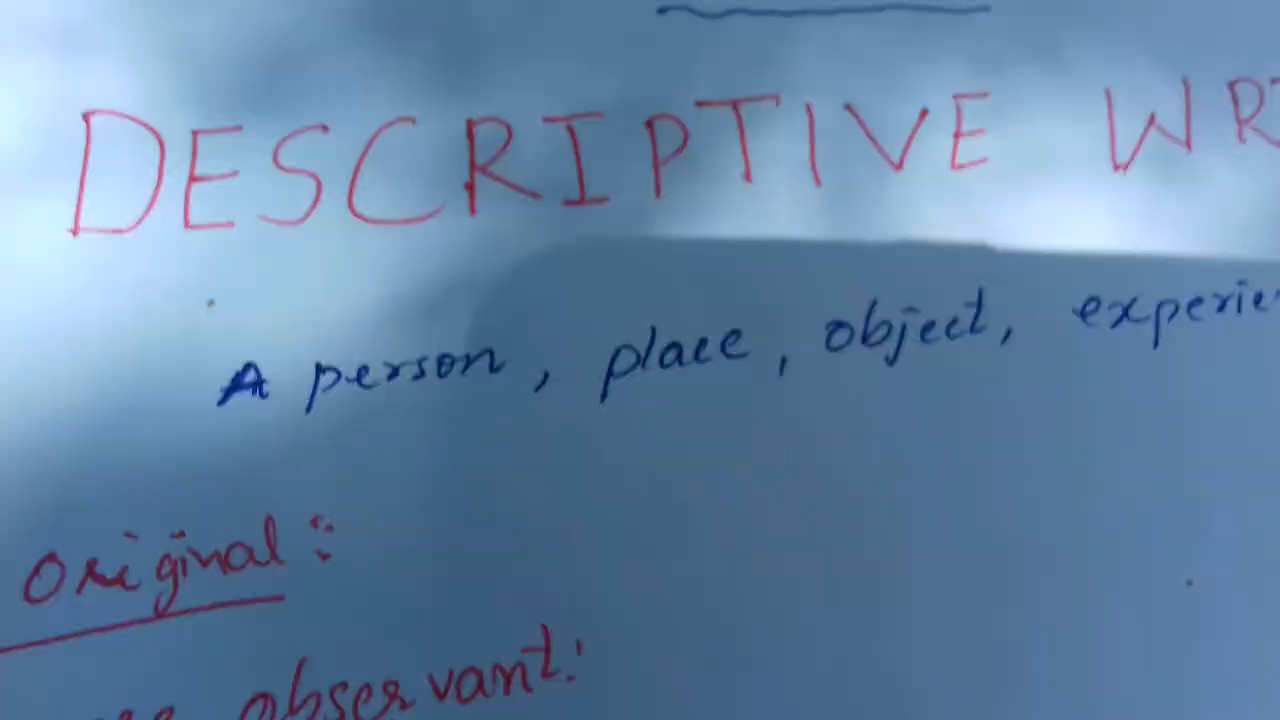 DESCRIPTIVE WR
A person, place, object, experie
Original:
observant: